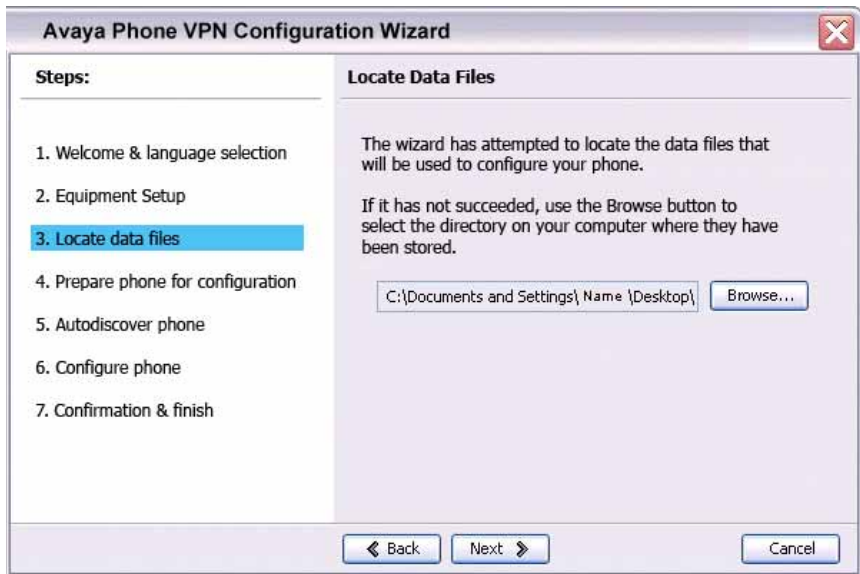 Avaya Phone VPN Configuration Wizard
Steps:
1. Welcome & language selection
2. Equipment Setup
3. Locate data files
4. Prepare phone for configuration
5. Autodiscover phone
6. Configure phone
7. Confirmation & finish
Locate Data Files
The wizard has attempted to locate the data files that
will be used to configure your phone.
If it has not succeeded, use the Browse button to
select the directory on your computer where they have
been stored.
C:\Documents and Settings\ Name \Desktop\
Browse...
Back
Next
Cancel